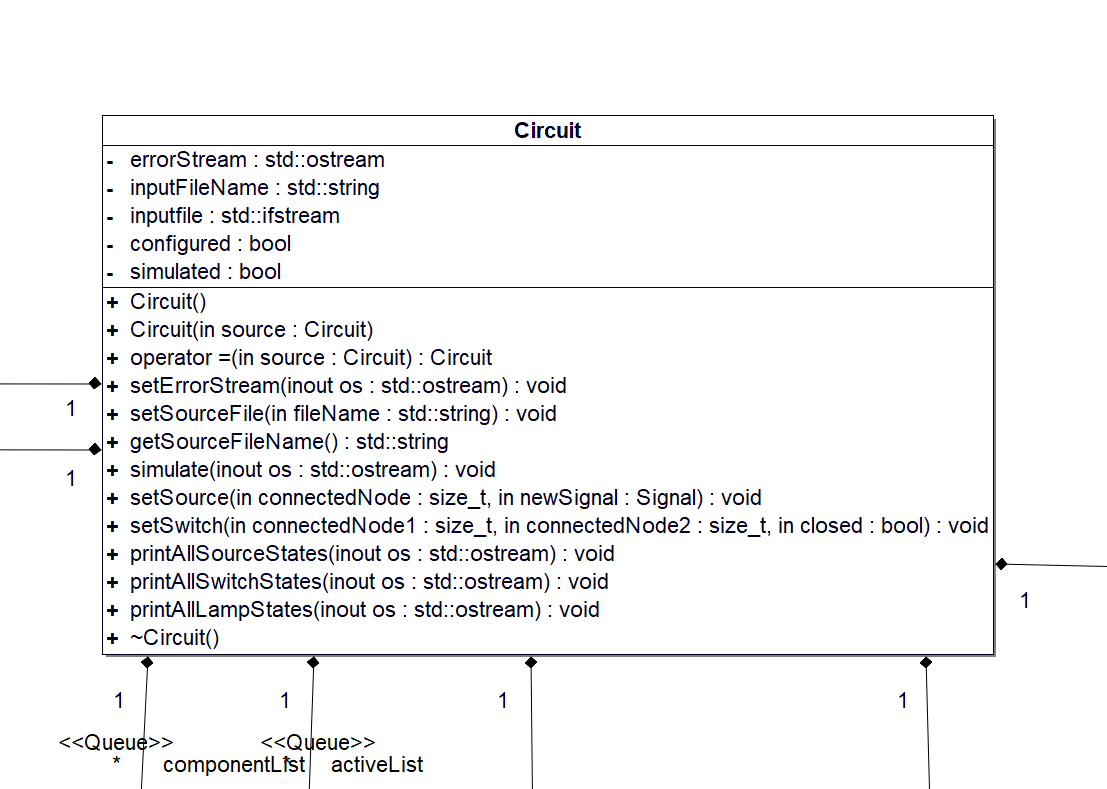 Circuit
- errorStream : std::ostream
- inputFileName : std::string
- inputfile : std::ifstream
- configured : bool
- simulated : bool
+ Circuit()
+ Circuit(in source : Circuit)
+ operator =(in source : Circuit) : Circuit
+ setErrorStream(inout os : std::ostream) : void
1
+ setSourceFile(in fileName : std::string) : void
+ getSourceFileName() : std::string
1
+ simulate(inout os : std::ostream) : void
+ setSource(in connectedNode : size_t, in newSignal : Signal) : void
+ setSwitch(in connectedNode1 : size_t, in connectedNode2 : size_t, in closed : bool) : void
+ printAllSourceStates(inout os : std::ostream) : void
+ printAllSwitchStates(inout os : std::ostream) : void
1
+ printAllLampStates(inout os : std::ostream) : void
+ ~Circuit()
1 1 1 1
<<Queue>> <<Queue>>
* componentList * activeList